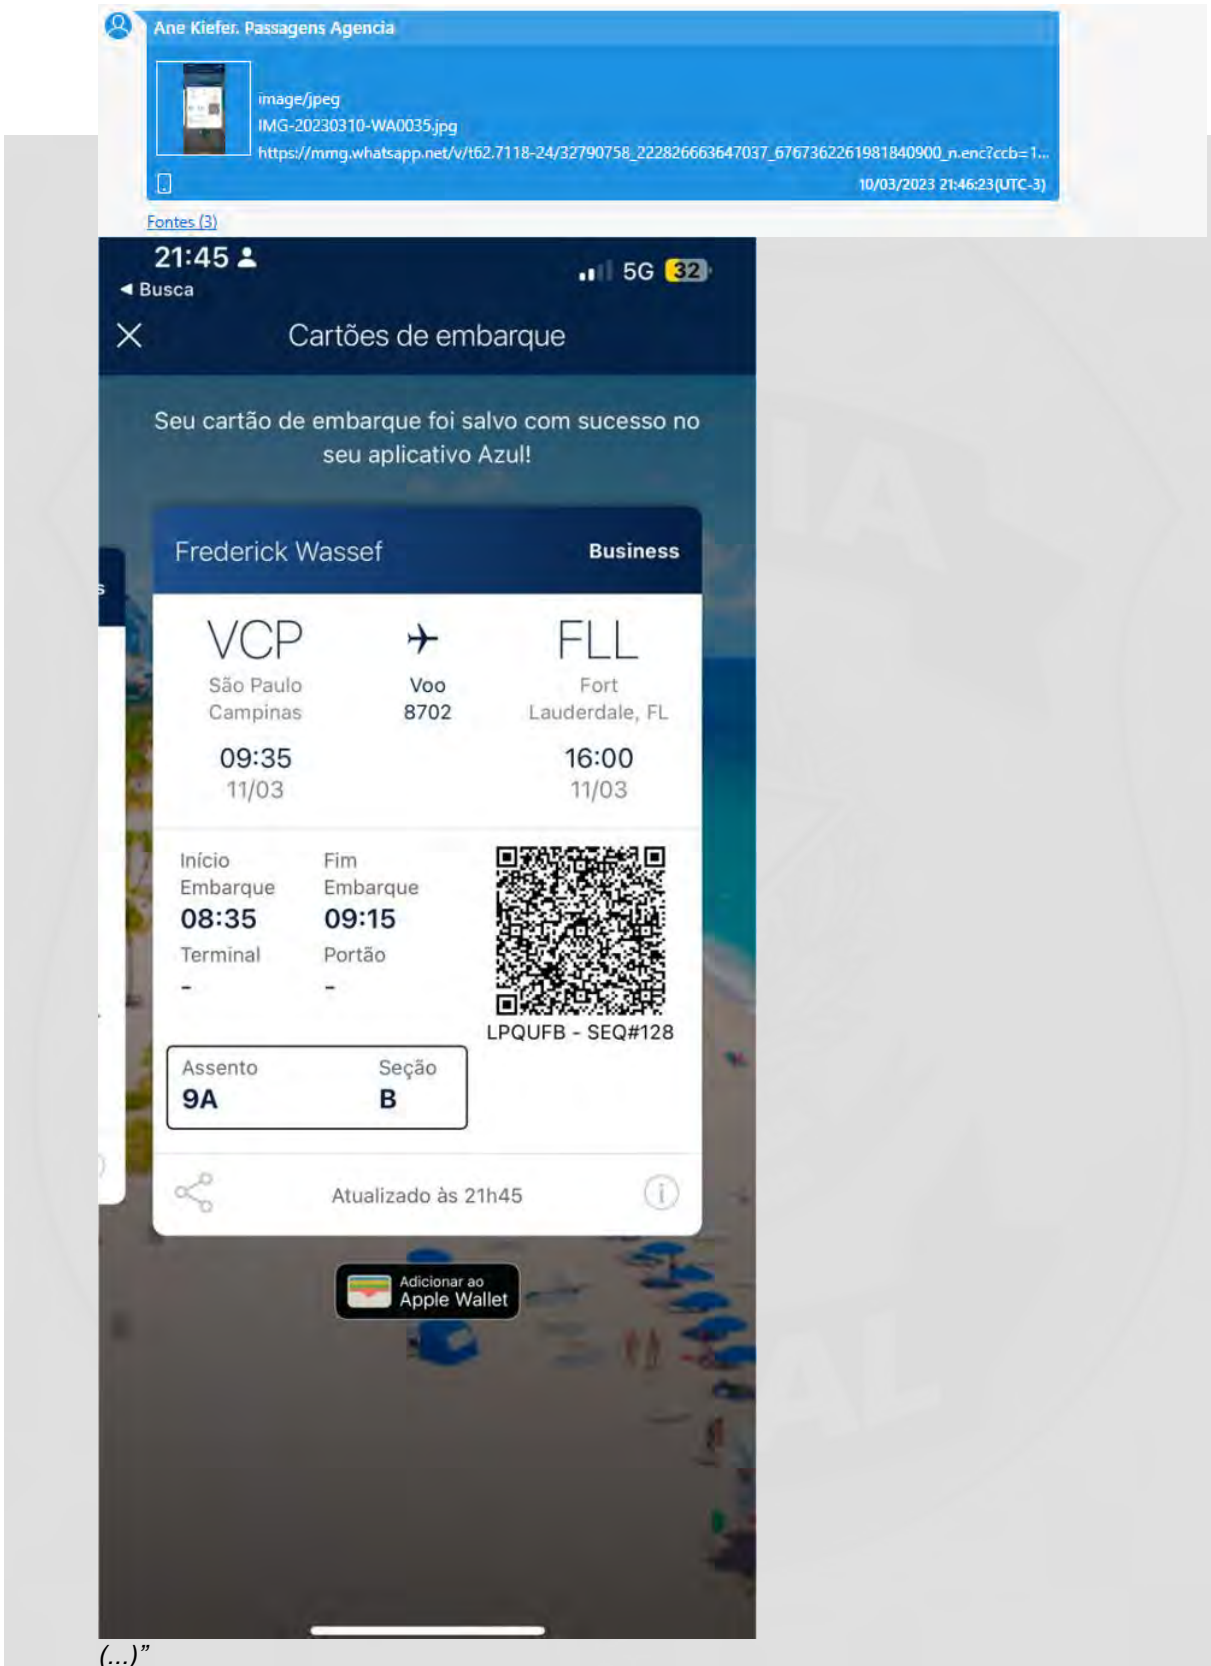 Ane Kiefer. Passagens Agencia
image/jpeg
IMG-20230310-WA0035.jpg
https://mmg.whatsapp.net/v/t62.7118-24/32790758_222826663647037_6767362261981840900_n.enc?ccb=1...
10/03/2023 21:46:23(UTC-3)
Fontes (3)
21:45
5G 32
◄ Busca
Cartões de embarque
Seu cartão de embarque foi salvo com sucesso no
seu aplicativo Azul!
Frederick Wassef Business
s
VCP FLL
São Paulo Voo Fort
Campinas 8702 Lauderdale, FL
09:35 16:00
11/03 11/03
Início Fim
Embarque Embarque
08:35 09:15
Terminal Portão
- -
LPQUFB - SEQ#128
Assento Seção
9A B
Atualizado às 21h45
Adicionar ao
Apple Wallet
(...)”